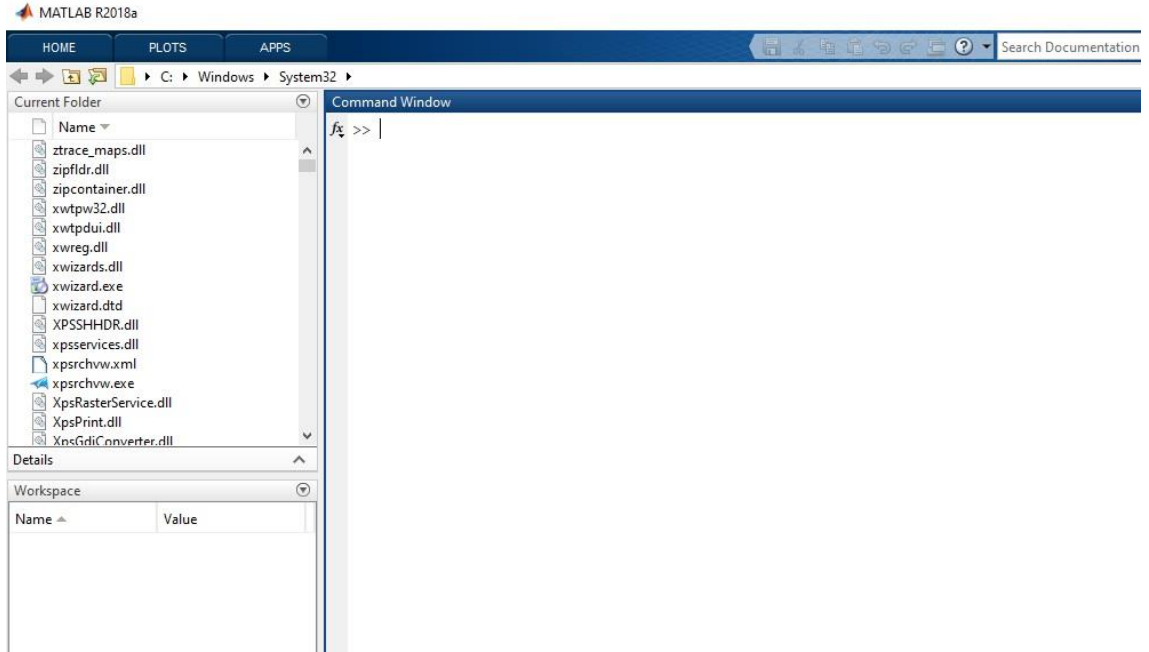 MATLAB R2018a
HOME PLOTS APPS
Search Documentation
C: Windows System32
Current Folder
Name
ztrace_maps.dll
zipfldr.dll
zipcontainer.dll
xwtpw32.dll
xwtpdui.dll
xwreg.dll
xwizards.dll
xwizard.exe
xwizard.dtd
XPSSHHDR.dll
xpsservices.dll
xpsrchvw.xml
xpsrchvw.exe
XpsRasterService.dll
XpsPrint.dll
XpsGdiConverter.dll
Details
Workspace
Name Value
Command Window
fx >>